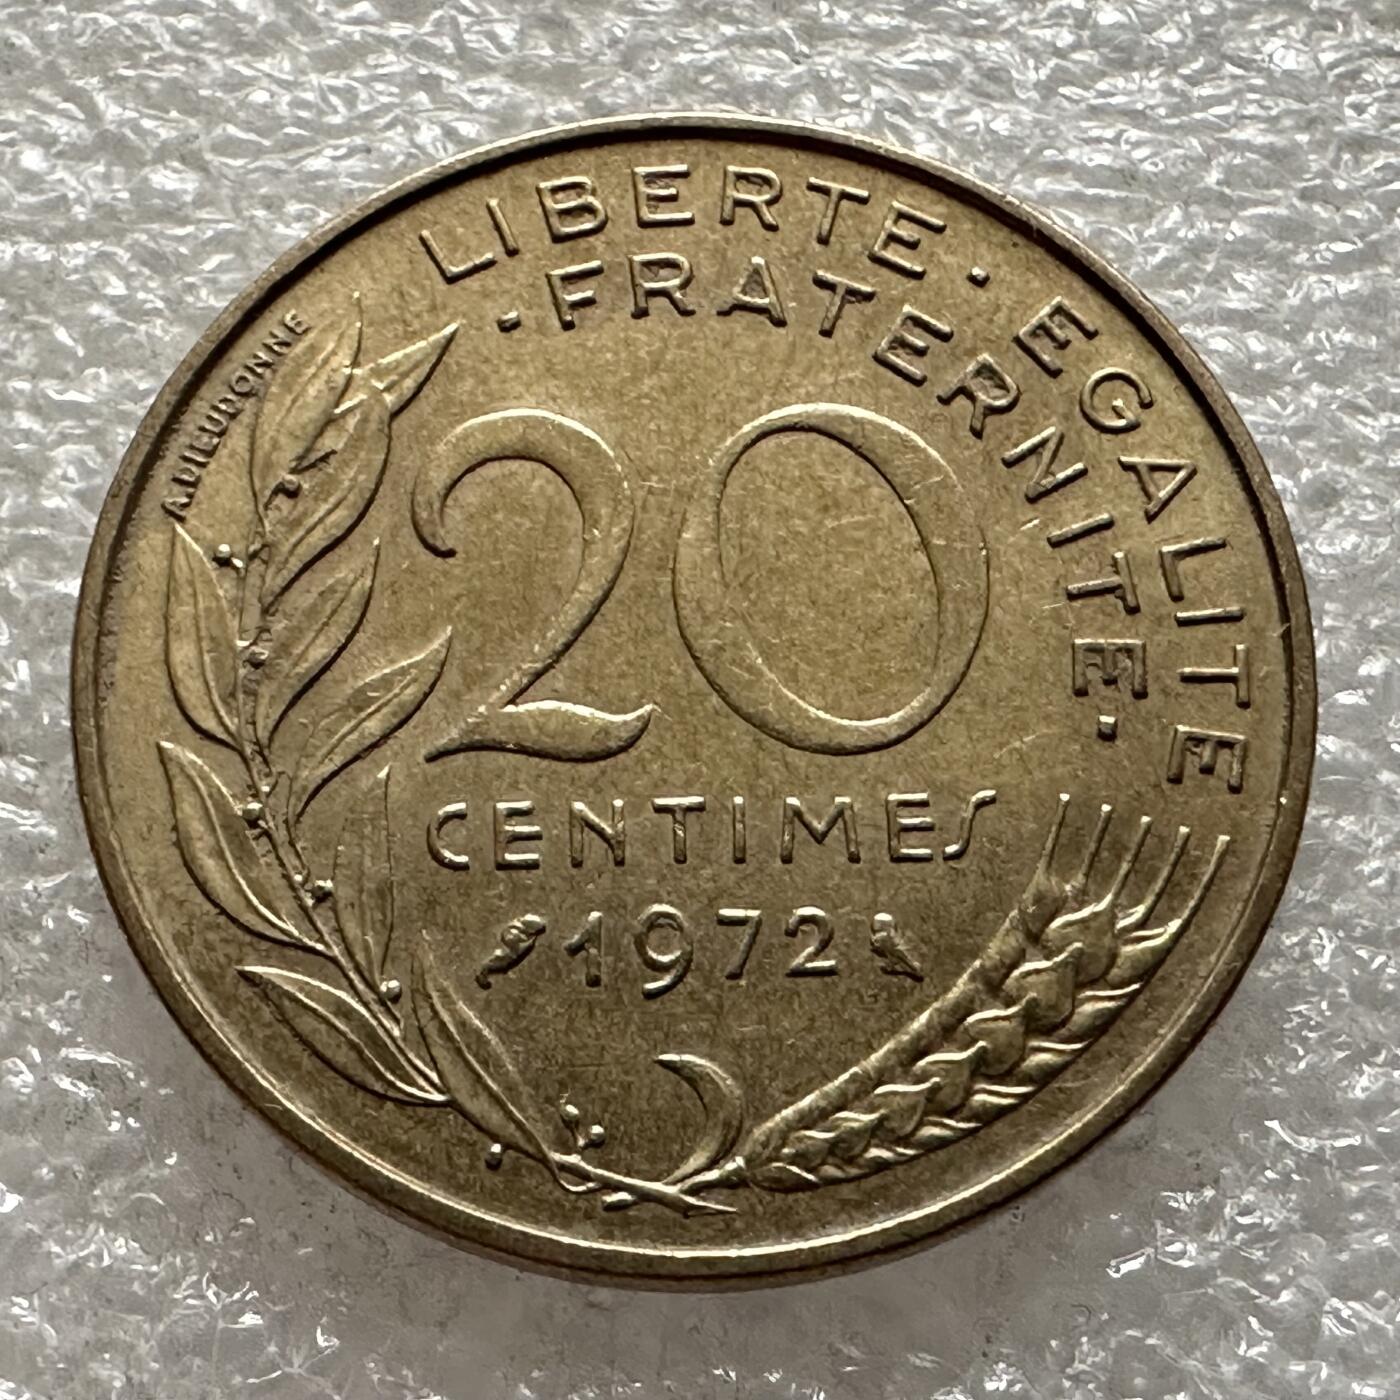 LIBERTE · EGALITE
· FRATERNITE ·
A.DIEUDONNE
20
CENTIMES
1972